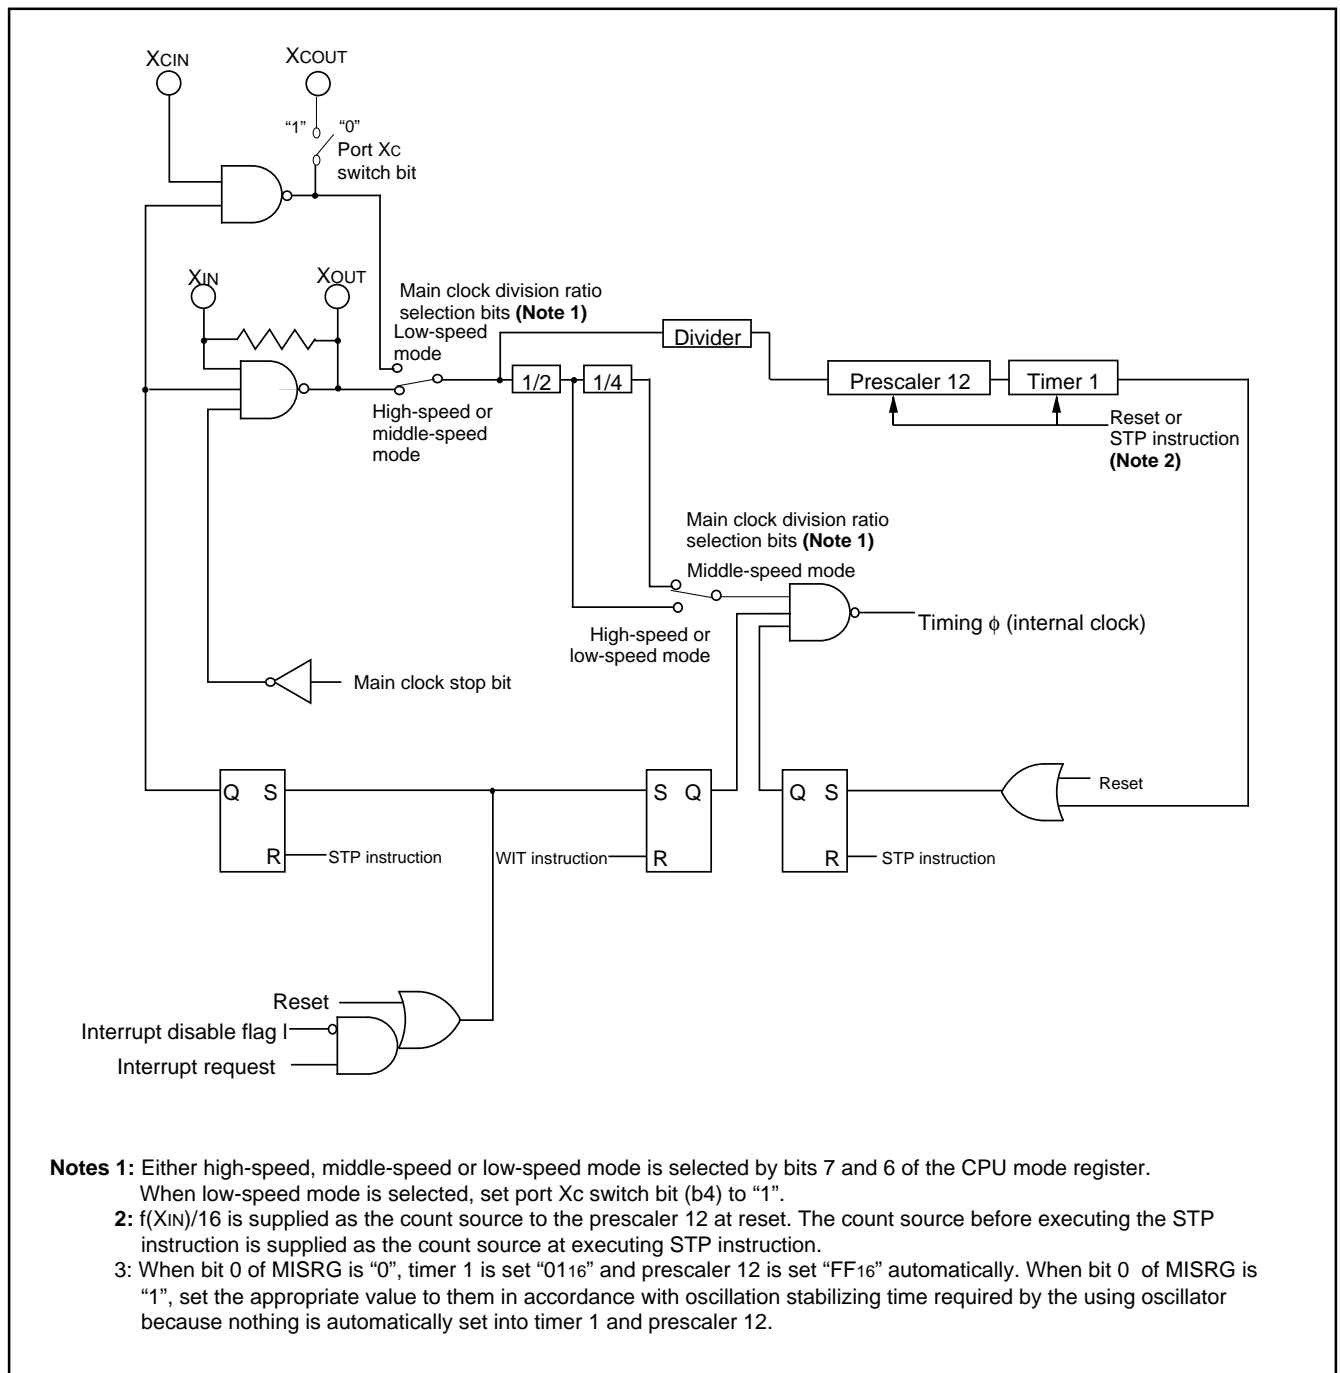 XCIN
XCOUT
“1” “0”
Port XC
switch bit
XIN
XOUT
Main clock division ratio
selection bits (Note 1)
Low-speed
mode
Divider
1/2
1/4
Prescaler 12
Timer 1
High-speed or
middle-speed
mode
Reset or
STP instruction
(Note 2)
Main clock division ratio
selection bits (Note 1)
Middle-speed mode
Timing ϕ (internal clock)
High-speed or
low-speed mode
Main clock stop bit
Q S
R
STP instruction
WIT instruction
S Q
R
Q S
R
STP instruction
Reset
Reset
Interrupt disable flag I
Interrupt request
Notes 1: Either high-speed, middle-speed or low-speed mode is selected by bits 7 and 6 of the CPU mode register.
When low-speed mode is selected, set port Xc switch bit (b4) to “1”.
2: f(XIN)/16 is supplied as the count source to the prescaler 12 at reset. The count source before executing the STP
instruction is supplied as the count source at executing STP instruction.
3: When bit 0 of MISRG is “0”, timer 1 is set “0116” and prescaler 12 is set “FF16” automatically. When bit 0 of MISRG is
“1”, set the appropriate value to them in accordance with oscillation stabilizing time required by the using oscillator
because nothing is automatically set into timer 1 and prescaler 12.